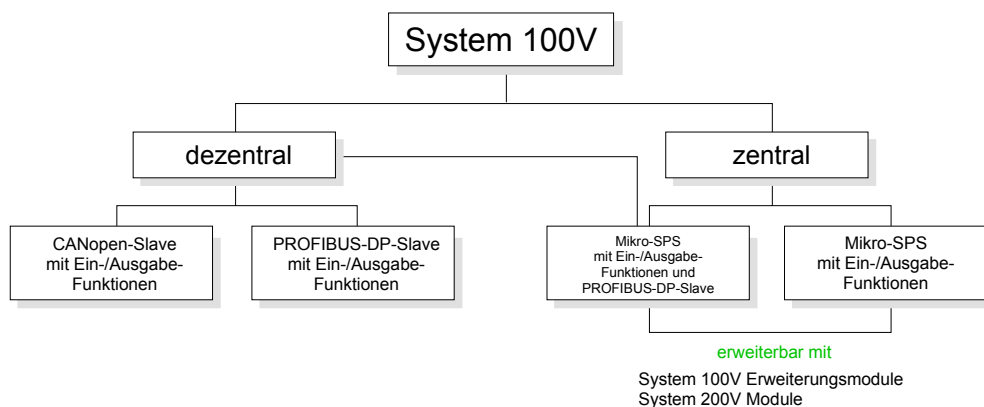 System 100V
dezentral
zentral
CANopen-Slave
mit Ein-/Ausgabe-
Funktionen
PROFIBUS-DP-Slave
mit Ein-/Ausgabe-
Funktionen
Mikro-SPS
mit Ein-/Ausgabe-
Funktionen und
PROFIBUS-DP-Slave
Mikro-SPS
mit Ein-/Ausgabe-
Funktionen
erweiterbar mit
System 100V Erweiterungsmodule
System 200V Module